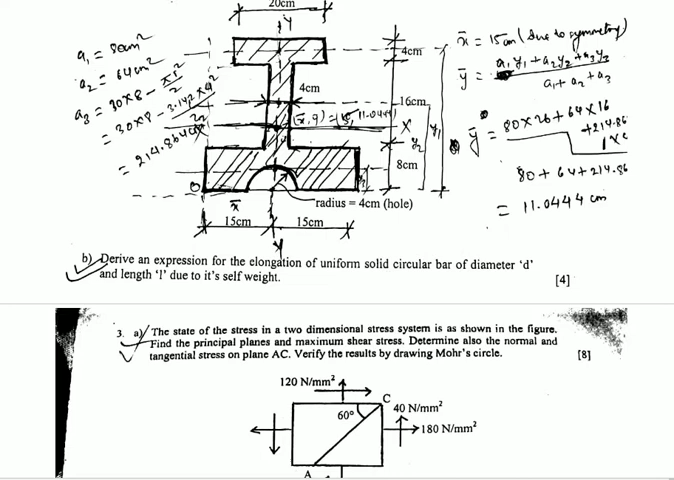 20cm
Y
a₁ = 80cm²
a₂ = 64cm²
a₃ = 30×8 - πr²/2
= 30×8 - 3.142×4²/2
= 214.864cm²
4cm
4cm
16cm
X
y₁
y₂
8cm
O
x̄
radius = 4cm (hole)
15cm
15cm
Y
x̄ = 15cm (due to symmetry)
ȳ = a₁y₁ + a₂y₂ + a₃y₃
a₁ + a₂ + a₃
ȳ = 80×26 + 64×16
+214.86
80 + 64 + 214.86
= 11.0444 cm
b) Derive an expression for the elongation of uniform solid circular bar of diameter ‘d’
and length ‘l’ due to it's self weight. [4]
3. a) The state of the stress in a two dimensional stress system is as shown in the figure.
Find the principal planes and maximum shear stress. Determine also the normal and
tangential stress on plane AC. Verify the results by drawing Mohr's circle. [8]
120 N/mm²
C
60°
40 N/mm²
180 N/mm²
A